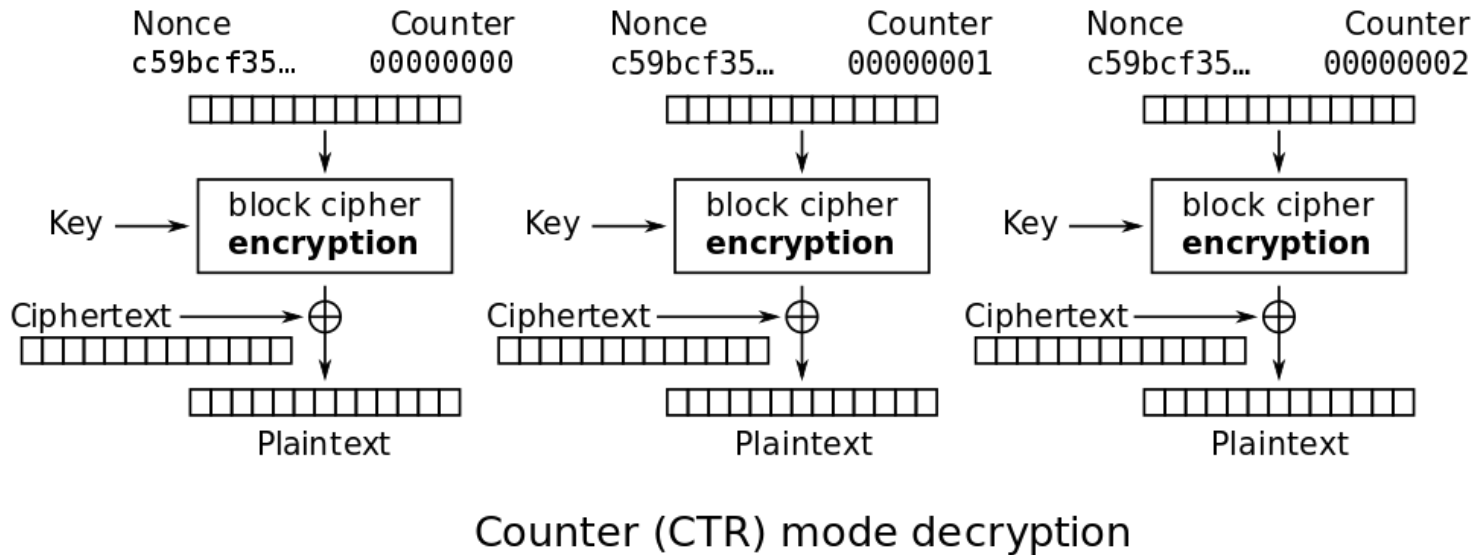 Nonce Counter Nonce Counter Nonce Counter
c59bcf35… 00000000 c59bcf35… 00000001 c59bcf35… 00000002
block cipher block cipher block cipher
Key encryption Key encryption Key encryption
Ciphertext Ciphertext Ciphertext
Plaintext Plaintext Plaintext
Counter (CTR) mode decryption